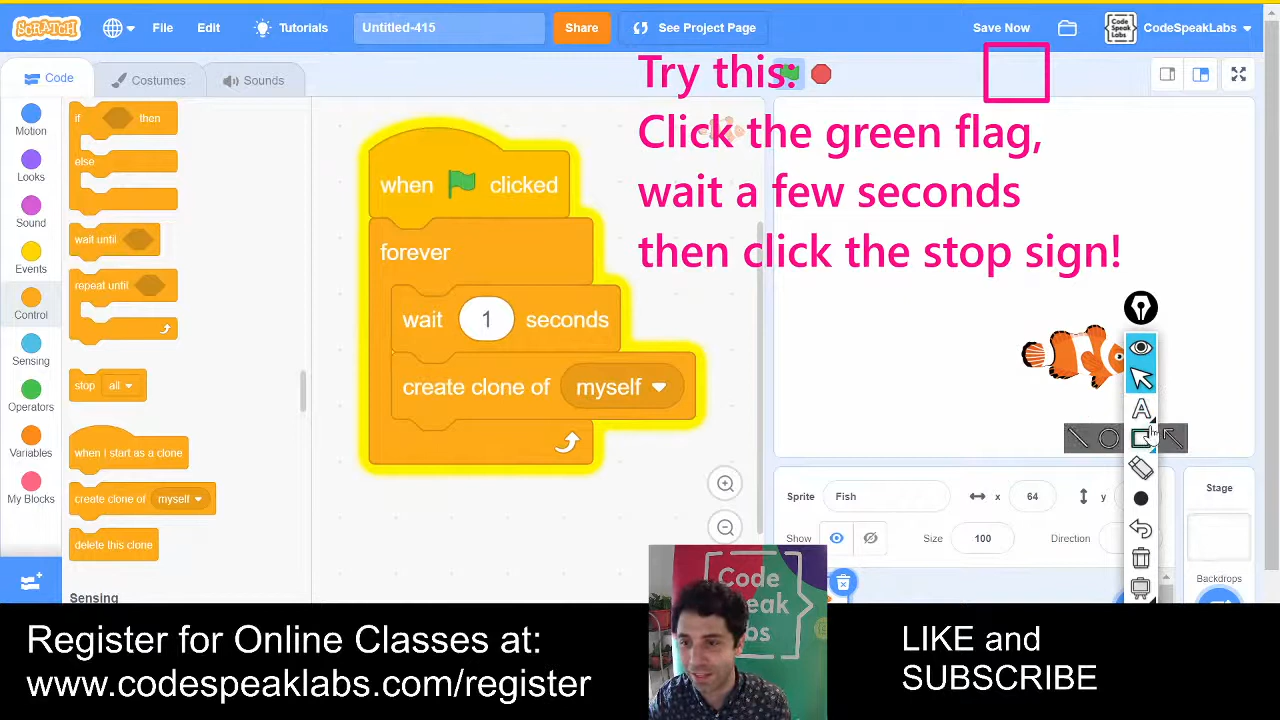 SCRATCH
File
Edit
Tutorials
Untitled-415
Share
See Project Page
Save Now
Code Speak Labs
CodeSpeakLabs
Code
Costumes
Sounds
Try this:
Click the green flag,
wait a few seconds
then click the stop sign!
Motion
Looks
Sound
Events
Control
Sensing
Operators
Variables
My Blocks
if then
else
wait until
repeat until
stop all
when I start as a clone
create clone of myself
delete this clone
Sensing
when clicked
forever
wait 1 seconds
create clone of myself
A
Sprite Fish
x 64
y
Show
Size 100
Direction
Stage
Backdrops
Code
Speak
Labs
Register for Online Classes at:
www.codespeaklabs.com/register
LIKE and
SUBSCRIBE